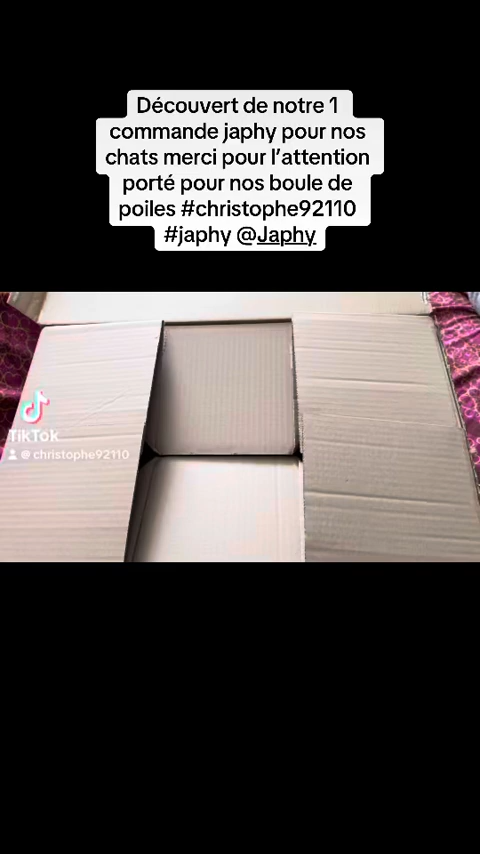 Découvert de notre 1
commande japhy pour nos
chats merci pour l’attention
porté pour nos boule de
poiles #christophe92110
#japhy @Japhy
TikTok
@christophe92110